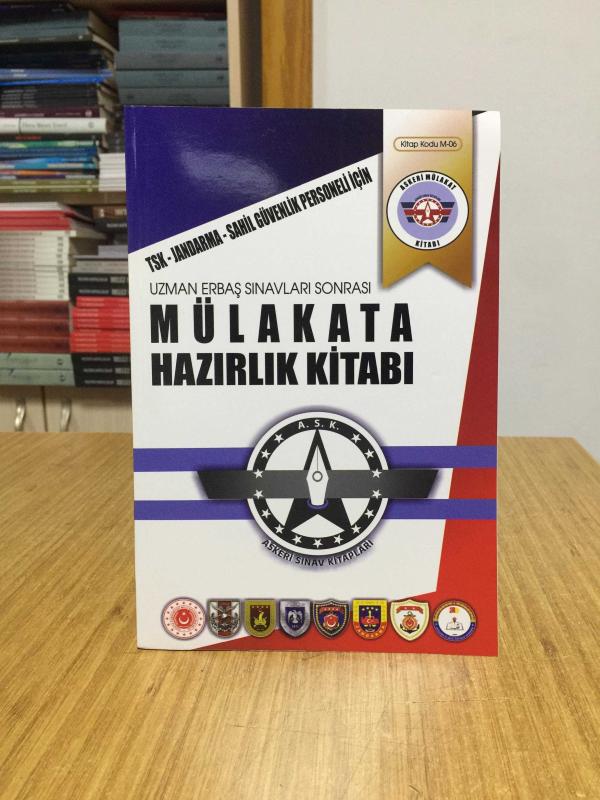 Kitap Kodu M-06
ASKERİ MÜLAKAT
KİTABI
TSK - JANDARMA - SAHİL GÜVENLİK PERSONELİ İÇİN
UZMAN ERBAŞ SINAVLARI SONRASI
MÜLAKATA
HAZIRLIK KİTABI
A.S.K.
ASKERİ SINAV KİTAPLARI